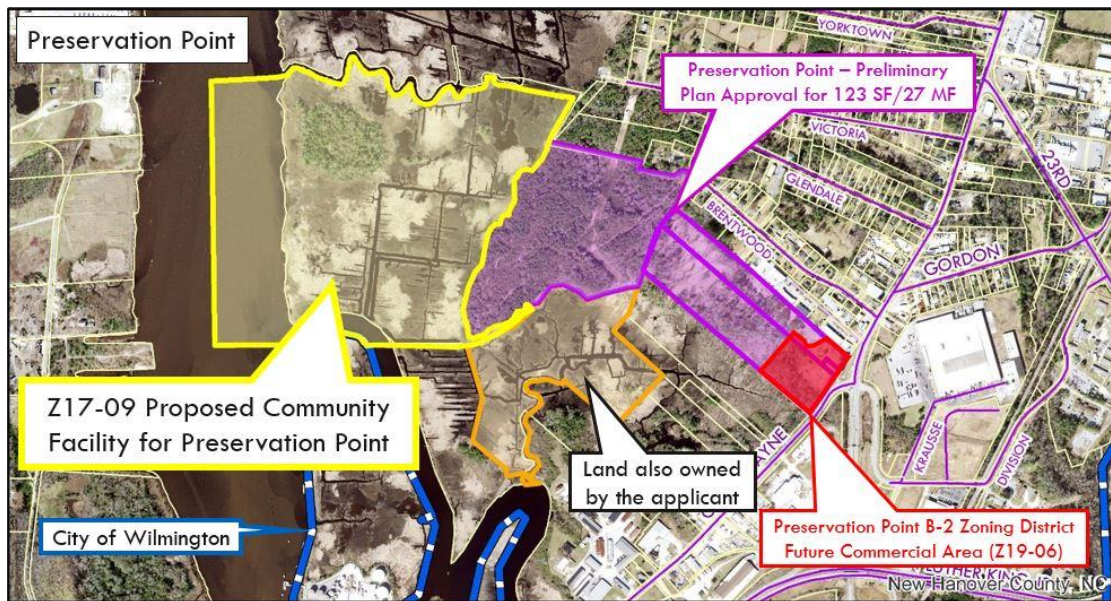 Preservation Point
YORKTOWN
Preservation Point – Preliminary
Plan Approval for 123 SF/27 MF
VICTORIA
23RD
GLENDALE
BRENTWOOD
GORDON
Z17-09 Proposed Community
Facility for Preservation Point
Land also owned
by the applicant
KRAUSSE
DIVISION
City of Wilmington
Preservation Point B-2 Zoning District
Future Commercial Area (Z19-06)
New Hanover County, NC